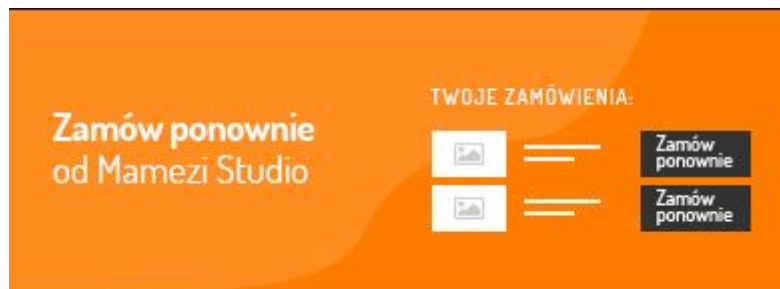 Zamów ponownie
od Mamezi Studio
TWOJE ZAMÓWIENIA:
Zamów
ponownie
Zamów
ponownie